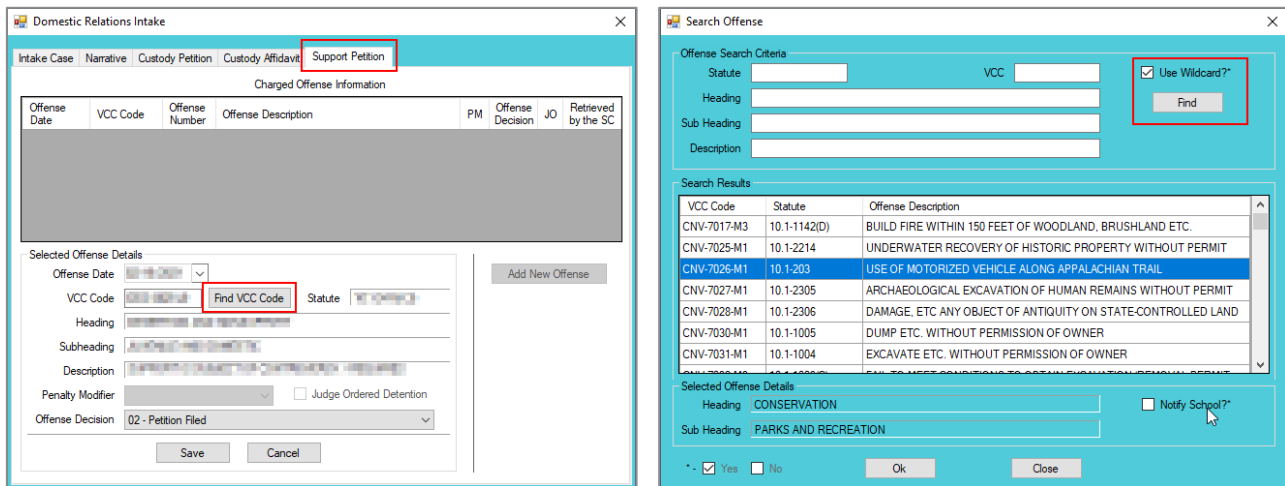 Domestic Relations Intake
Intake Case Narrative Custody Petition Custody Affidavit Support Petition
Charged Offense Information
Offense Date VCC Code Offense Number Offense Description PM Offense Decision JO Retrieved by the SC
Selected Offense Details
Offense Date
Add New Offense
VCC Code Find VCC Code Statute
Heading
Subheading
Description
Penalty Modifier Judge Ordered Detention
Offense Decision 02 - Petition Filed
Save Cancel
Search Offense
Offense Search Criteria
Statute VCC Use Wildcard?*
Heading Find
Sub Heading
Description
Search Results
VCC Code Statute Offense Description
CNV-7017-M3 10.1-1142(D) BUILD FIRE WITHIN 150 FEET OF WOODLAND, BRUSHLAND ETC.
CNV-7025-M1 10.1-2214 UNDERWATER RECOVERY OF HISTORIC PROPERTY WITHOUT PERMIT
CNV-7026-M1 10.1-203 USE OF MOTORIZED VEHICLE ALONG APPALACHIAN TRAIL
CNV-7027-M1 10.1-2305 ARCHAEOLOGICAL EXCAVATION OF HUMAN REMAINS WITHOUT PERMIT
CNV-7028-M1 10.1-2306 DAMAGE, ETC ANY OBJECT OF ANTIQUITY ON STATE-CONTROLLED LAND
CNV-7030-M1 10.1-1005 DUMP ETC. WITHOUT PERMISSION OF OWNER
CNV-7031-M1 10.1-1004 EXCAVATE ETC. WITHOUT PERMISSION OF OWNER
Selected Offense Details
Heading CONSERVATION Notify School?*
Sub Heading PARKS AND RECREATION
* - Yes No Ok Close